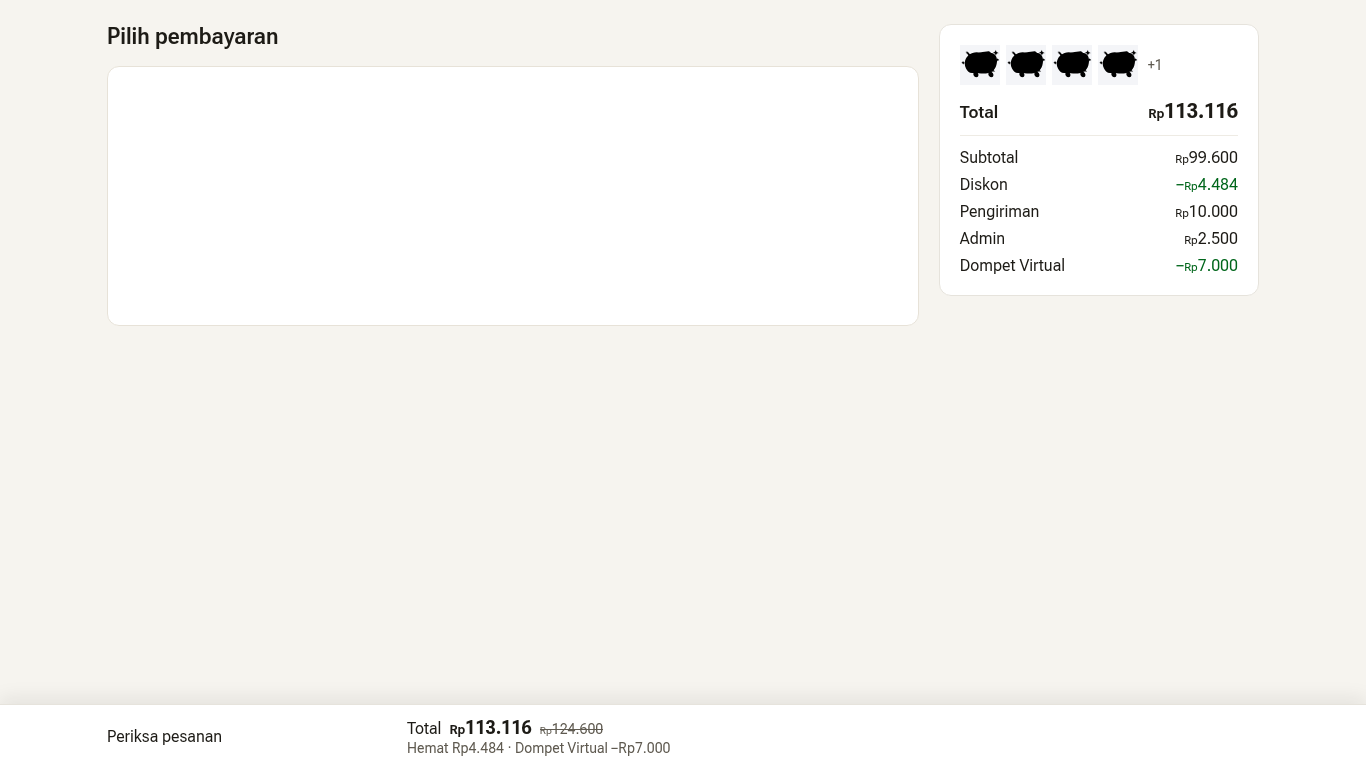 Pilih pembayaran
+1
Total Rp113.116
Subtotal Rp99.600
Diskon −Rp4.484
Pengiriman Rp10.000
Admin Rp2.500
Dompet Virtual −Rp7.000
Periksa pesanan
Total Rp113.116 Rp124.600
Hemat Rp4.484 · Dompet Virtual −Rp7.000